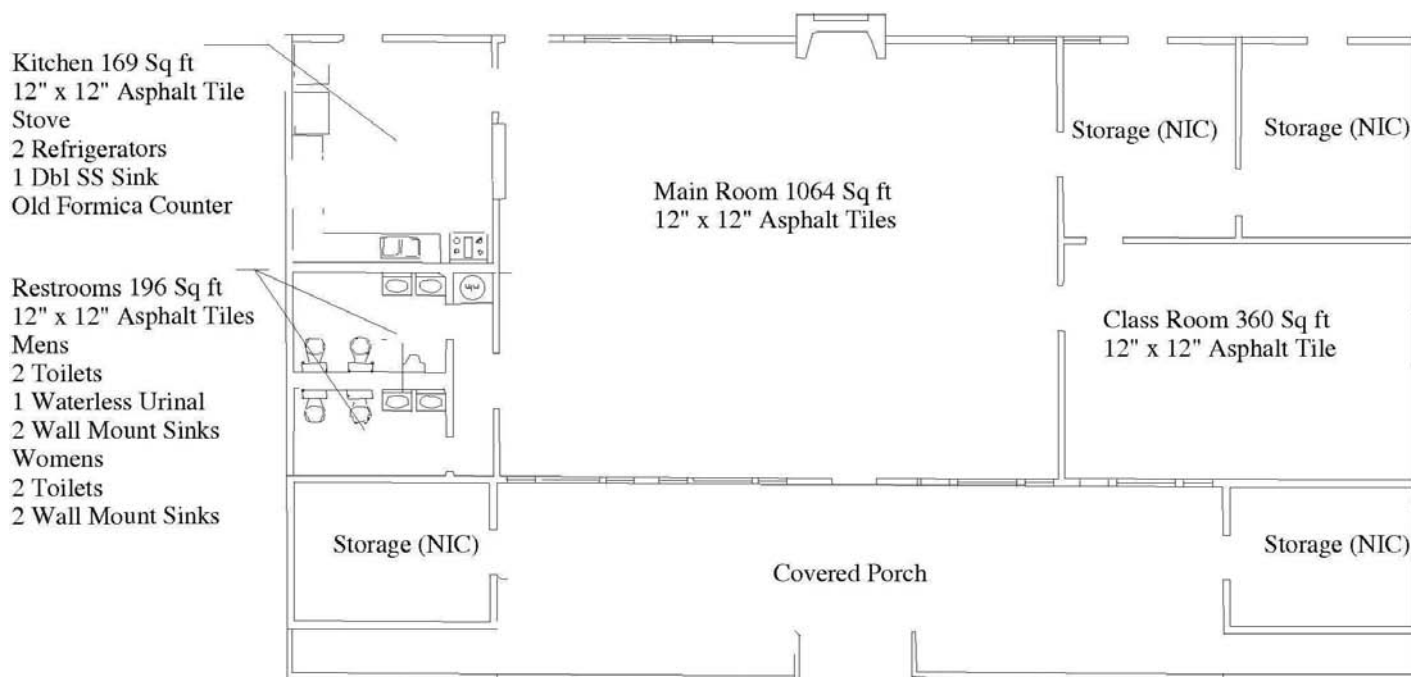 Kitchen 169 Sq ft
12" x 12" Asphalt Tile
Stove
2 Refrigerators
1 Dbl SS Sink
Old Formica Counter
Restrooms 196 Sq ft
12" x 12" Asphalt Tiles
Mens
2 Toilets
1 Waterless Urinal
2 Wall Mount Sinks
Womens
2 Toilets
2 Wall Mount Sinks
Main Room 1064 Sq ft
12" x 12" Asphalt Tiles
Storage (NIC)
Storage (NIC)
Class Room 360 Sq ft
12" x 12" Asphalt Tile
Storage (NIC)
Covered Porch
Storage (NIC)